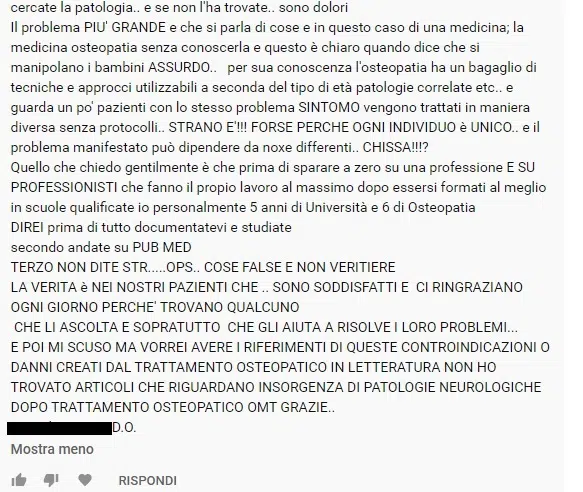 cercate la patologia.. e se non l'ha trovate.. sono dolori
Il problema PIU' GRANDE e che si parla di cose e in questo caso di una medicina; la
medicina osteopatia senza conoscerla e questo è chiaro quando dice che si
manipolano i bambini ASSURDO.. per sua conoscenza l'osteopatia ha un bagaglio di
tecniche e approcci utilizzabili a seconda del tipo di età patologie correlate etc.. e
guarda un po' pazienti con lo stesso problema SINTOMO vengono trattati in maniera
diversa senza protocolli.. STRANO E'!!! FORSE PERCHE OGNI INDIVIDUO è UNICO.. e il
problema manifestato può dipendere da noxe differenti.. CHISSA!!!?
Quello che chiedo gentilmente è che prima di sparare a zero su una professione E SU
PROFESSIONISTI che fanno il proprio lavoro al massimo dopo essersi formati al meglio
in scuole qualificate io personalmente 5 anni di Università e 6 di Osteopatia
DIREI prima di tutto documentatevi e studiate
secondo andate su PUB MED
TERZO NON DITE STR.....OPS.. COSE FALSE E NON VERITIERE
LA VERITA è NEI NOSTRI PAZIENTI CHE .. SONO SODDISFATTI E CI RINGRAZIANO
OGNI GIORNO PERCHE' TROVANO QUALCUNO
CHE LI ASCOLTA E SOPRATUTTO CHE GLI AIUTA A RISOLVE I LORO PROBLEMI...
E POI MI SCUSO MA VORREI AVERE I RIFERIMENTI DI QUESTE CONTROINDICAZIONI O
DANNI CREATI DAL TRATTAMENTO OSTEOPATICO IN LETTERATURA NON HO
TROVATO ARTICOLI CHE RIGUARDANO INSORGENZA DI PATOLOGIE NEUROLOGICHE
DOPO TRATTAMENTO OSTEOPATICO OMT GRAZIE..
D.O.
Mostra meno
RISPONDI